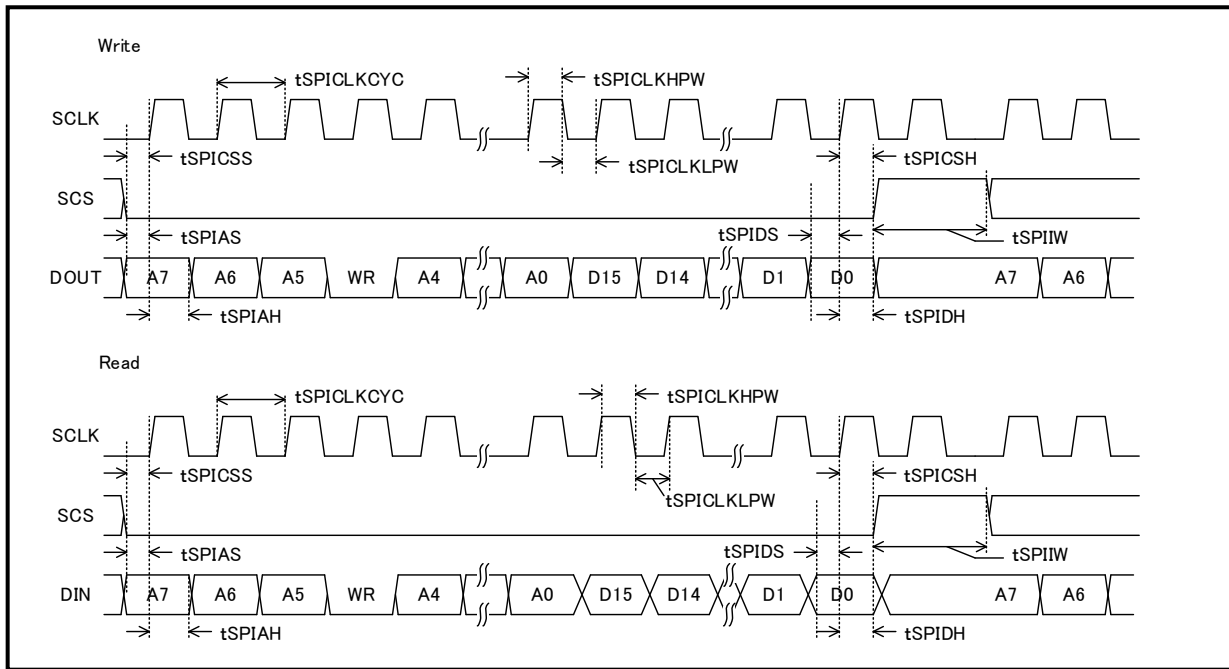 Write
tSPICLKCYC
tSPICLKHPW
SCLK
tSPICSS
tSPICLKLPW
tSPICSH
SCS
tSPIAS
tSPIDS
tSPIIW
DOUT A7 A6 A5 WR A4 A0 D15 D14 D1 D0 A7 A6
tSPIAH
tSPIDH
Read
tSPICLKCYC
tSPICLKHPW
SCLK
tSPICSS
tSPICSH
tSPICLKLPW
SCS
tSPIAS
tSPIDS
tSPIIW
DIN A7 A6 A5 WR A4 A0 D15 D14 D1 D0 A7 A6
tSPIAH
tSPIDH